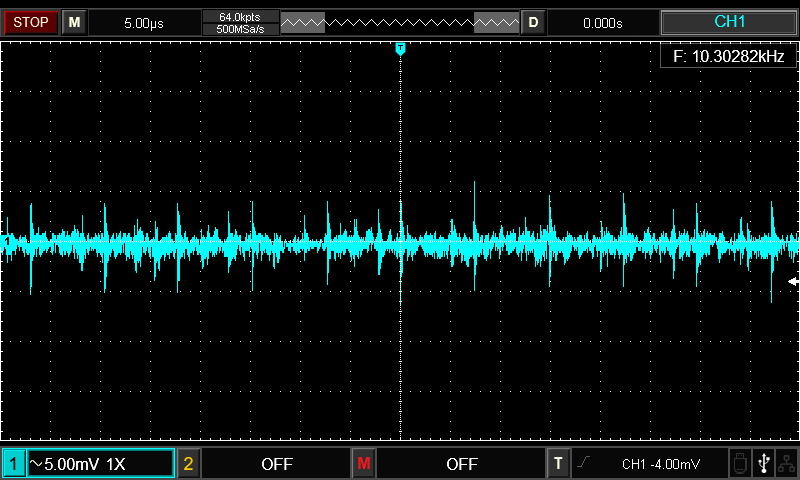 STOP M 5.00μs 64.0kpts D 0.000s CH1
500MSa/s
T
F: 10.30282kHz
1
1 5.00mV 1X 2 OFF M OFF T CH1 -4.00mV